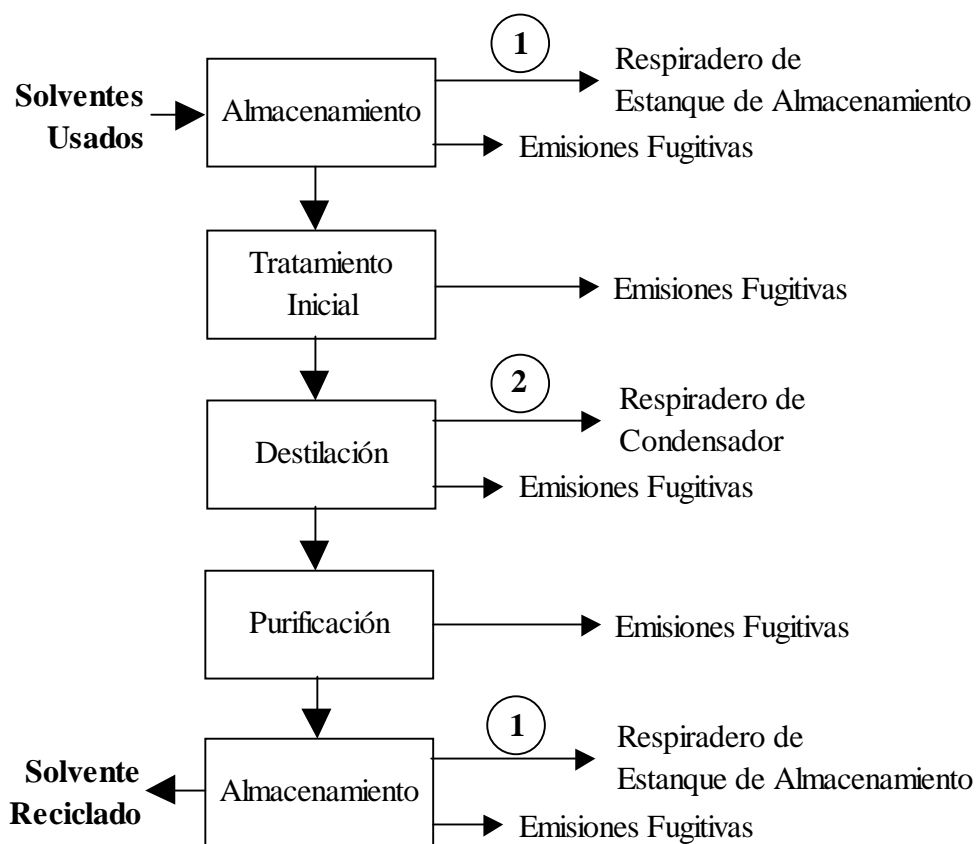 1
Respiradero de
Estanque de Almacenamiento
Solventes
Usados
Almacenamiento
Emisiones Fugitivas
Tratamiento
Inicial
Emisiones Fugitivas
2
Respiradero de
Condensador
Destilación
Emisiones Fugitivas
Purificación
Emisiones Fugitivas
1
Respiradero de
Estanque de Almacenamiento
Solvente
Reciclado
Almacenamiento
Emisiones Fugitivas